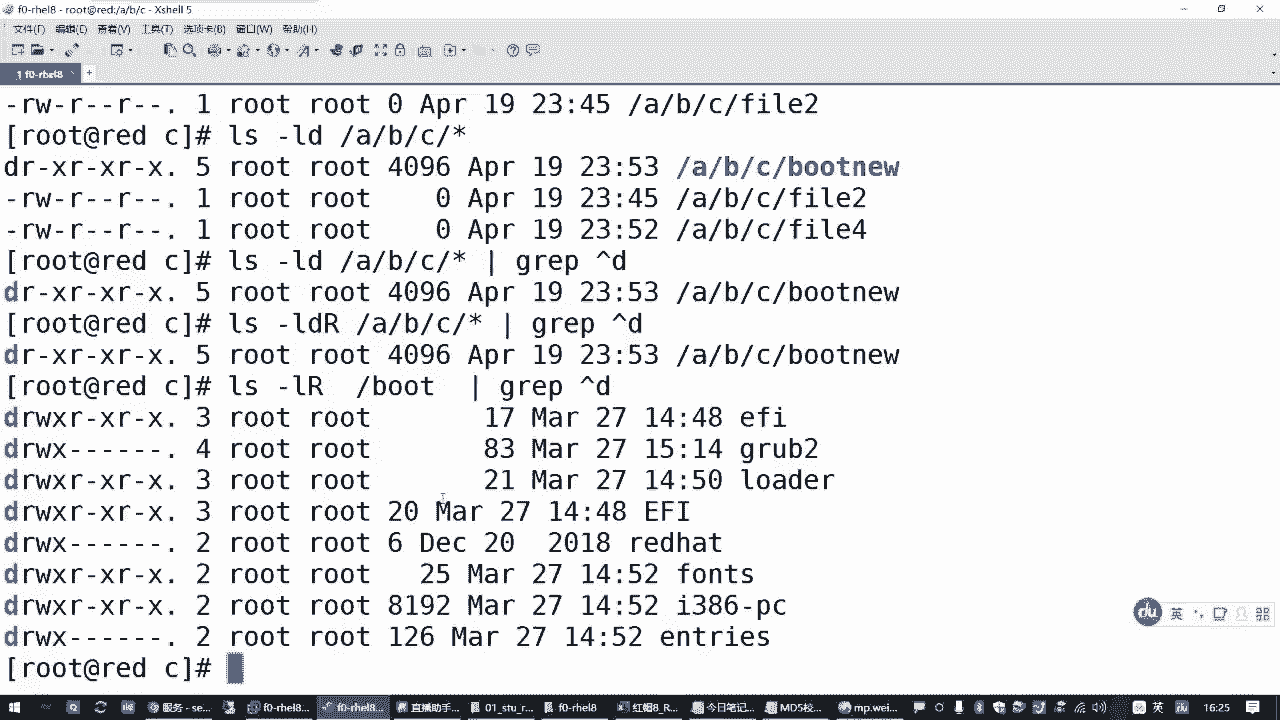 f0-rhel8 - root@red:/a/b/c - Xshell 5
文件(F) 编辑(E) 查看(V) 工具(T) 选项卡(B) 窗口(W) 帮助(H)
1 f0-rhel8
-rw-r--r--. 1 root root 0 Apr 19 23:45 /a/b/c/file2
[root@red c]# ls -ld /a/b/c/*
dr-xr-xr-x. 5 root root 4096 Apr 19 23:53 /a/b/c/bootnew
-rw-r--r--. 1 root root    0 Apr 19 23:45 /a/b/c/file2
-rw-r--r--. 1 root root    0 Apr 19 23:52 /a/b/c/file4
[root@red c]# ls -ld /a/b/c/* | grep ^d
dr-xr-xr-x. 5 root root 4096 Apr 19 23:53 /a/b/c/bootnew
[root@red c]# ls -ldR /a/b/c/* | grep ^d
dr-xr-xr-x. 5 root root 4096 Apr 19 23:53 /a/b/c/bootnew
[root@red c]# ls -lR  /boot  | grep ^d
drwxr-xr-x. 3 root root       17 Mar 27 14:48 efi
drwx------. 4 root root       83 Mar 27 15:14 grub2
drwxr-xr-x. 3 root root       21 Mar 27 14:50 loader
drwxr-xr-x. 3 root root 20 Mar 27 14:48 EFI
drwx------. 2 root root 6 Dec 20  2018 redhat
drwxr-xr-x. 2 root root   25 Mar 27 14:52 fonts
drwxr-xr-x. 2 root root 8192 Mar 27 14:52 i386-pc
drwx------. 2 root root 126 Mar 27 14:52 entries
[root@red c]#
du 英
服务 - se... f0-rhel8... f0-rhel8... 直播助手... 01_stu_r... f0-rhel8 红帽8_R... 今日笔记... MD5校... mp.wei... 英 16:25